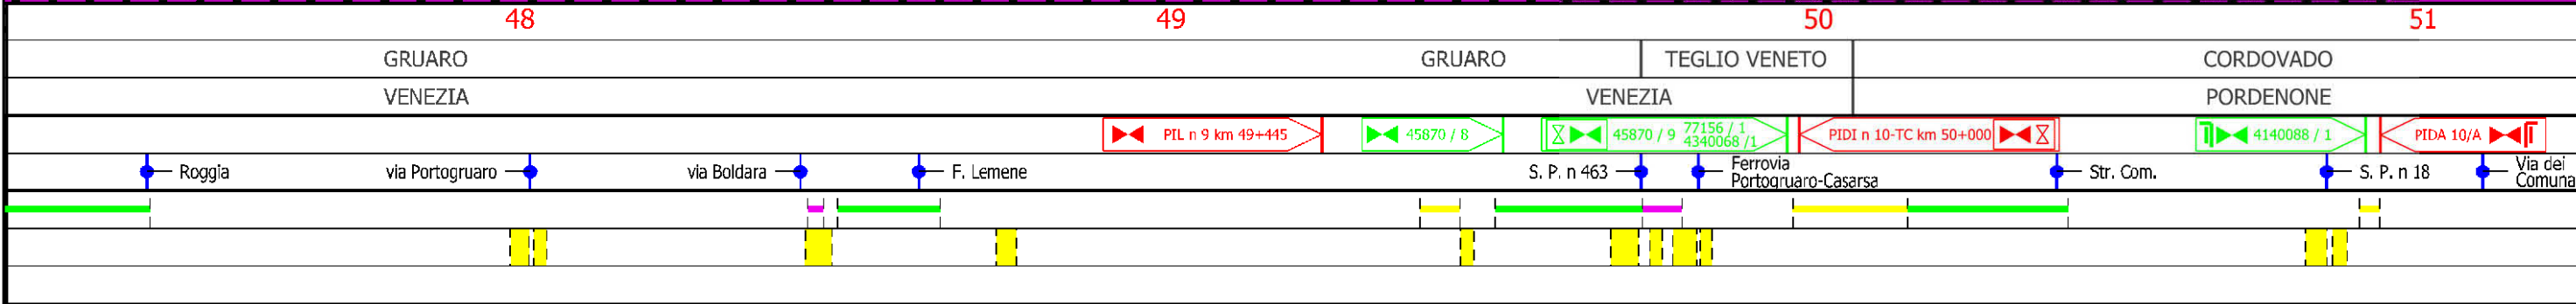 48 49 50 51
GRUARO GRUARO TEGLIO VENETO CORDOVADO
VENEZIA VENEZIA PORDENONE
PIL n 9 km 49+445 45870 / 8 45870 / 9 77156 / 1 PIDI n 10-TC km 50+000 4140088 / 1 PIDA 10/A
4340068 /1
Roggia via Portogruaro via Boldara F. Lemene S. P. n 463 Ferrovia Str. Com. S. P. n 18 Via dei
Portogruaro-Casarsa Comuna